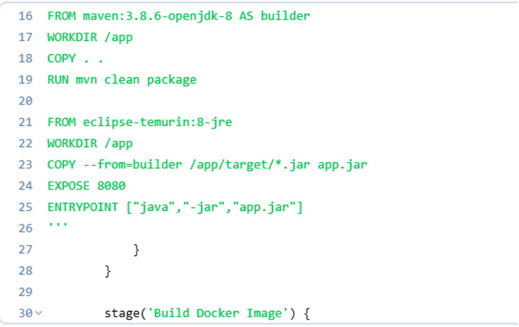 16 FROM maven:3.8.6-openjdk-8 AS builder
17 WORKDIR /app
18 COPY . .
19 RUN mvn clean package
20
21 FROM eclipse-temurin:8-jre
22 WORKDIR /app
23 COPY --from=builder /app/target/*.jar app.jar
24 EXPOSE 8080
25 ENTRYPOINT ["java","-jar","app.jar"]
26 '''
27             }
28         }
29
30         stage('Build Docker Image') {